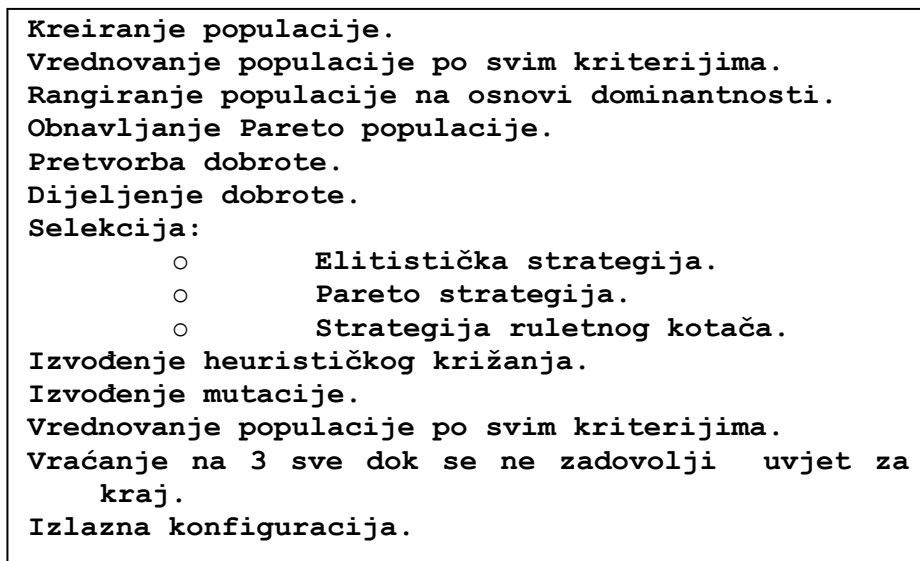 Kreiranje populacije.
Vrednovanje populacije po svim kriterijima.
Rangiranje populacije na osnovi dominantnosti.
Obnavljanje Pareto populacije.
Pretvorba dobrote.
Dijeljenje dobrote.
Selekcija:
o Elitistička strategija.
o Pareto strategija.
o Strategija ruletnog kotača.
Izvođenje heurističkog križanja.
Izvođenje mutacije.
Vrednovanje populacije po svim kriterijima.
Vraćanje na 3 sve dok se ne zadovolji uvjet za
kraj.
Izlazna konfiguracija.